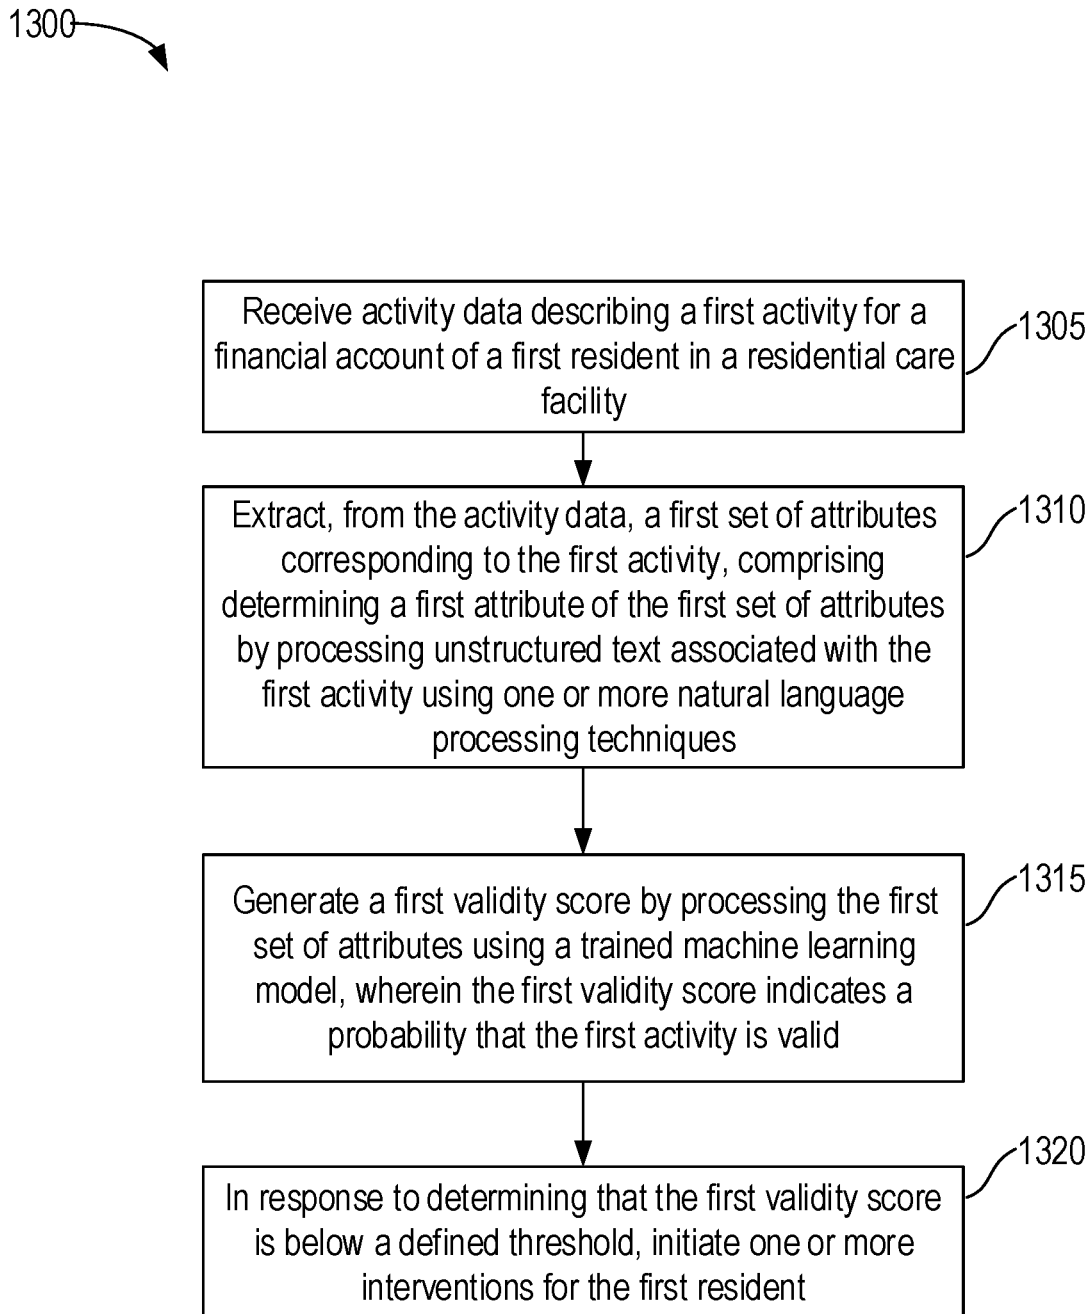 1300
Receive activity data describing a first activity for a
financial account of a first resident in a residential care
facility
1305
Extract, from the activity data, a first set of attributes
corresponding to the first activity, comprising
determining a first attribute of the first set of attributes
by processing unstructured text associated with the
first activity using one or more natural language
processing techniques
1310
Generate a first validity score by processing the first
set of attributes using a trained machine learning
model, wherein the first validity score indicates a
probability that the first activity is valid
1315
In response to determining that the first validity score
is below a defined threshold, initiate one or more
interventions for the first resident
1320